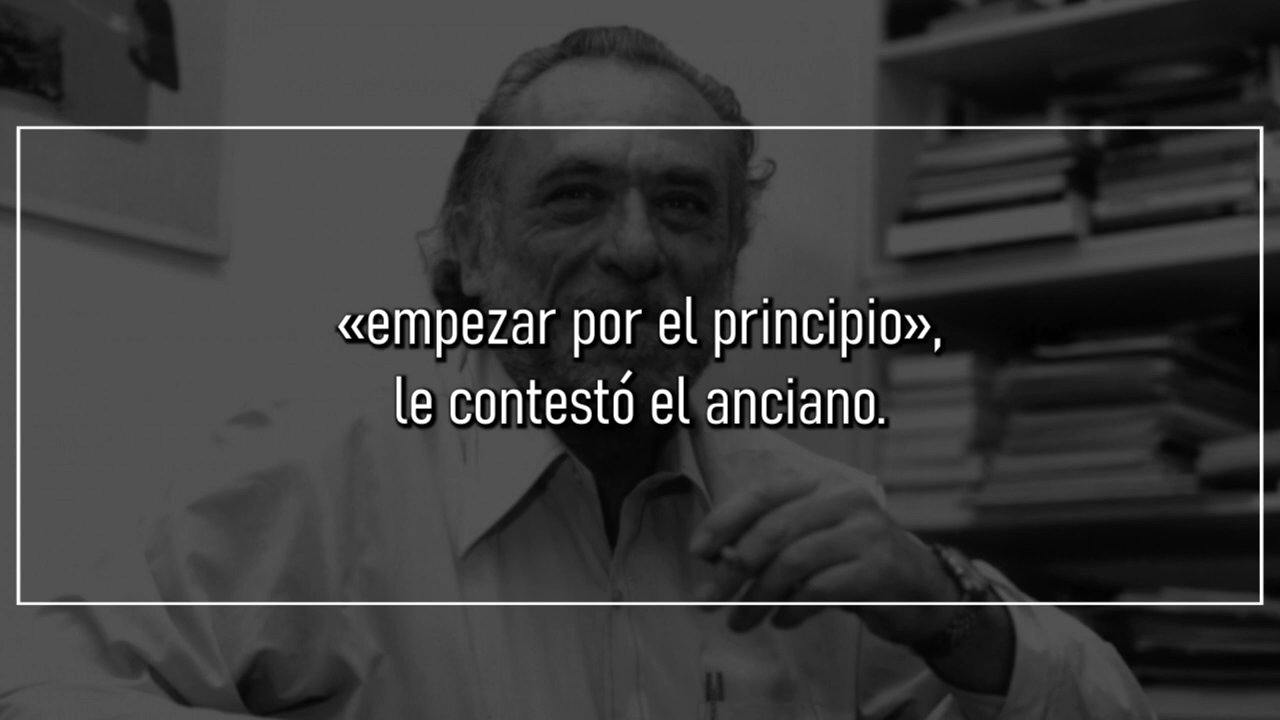 «empezar por el principio»,
le contestó el anciano.